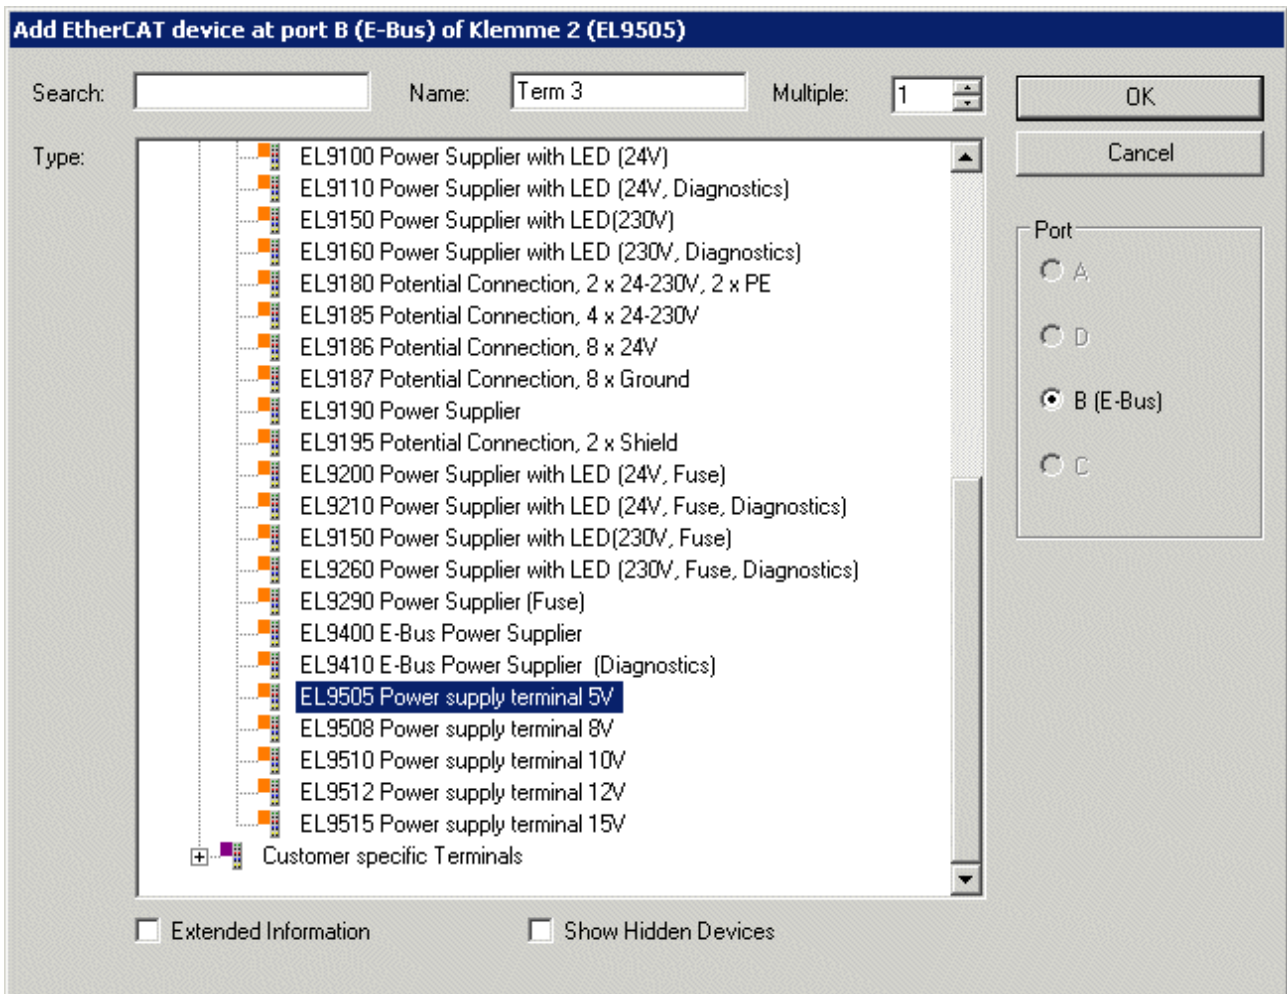 Add EtherCAT device at port B (E-Bus) of Klemme 2 (EL9505)
Search: Name: Term 3 Multiple: 1 OK
Type: Cancel
EL9100 Power Supplier with LED (24V)
EL9110 Power Supplier with LED (24V, Diagnostics)
EL9150 Power Supplier with LED(230V)
EL9160 Power Supplier with LED (230V, Diagnostics)
EL9180 Potential Connection, 2 x 24-230V, 2 x PE
EL9185 Potential Connection, 4 x 24-230V
EL9186 Potential Connection, 8 x 24V
EL9187 Potential Connection, 8 x Ground
EL9190 Power Supplier
EL9195 Potential Connection, 2 x Shield
EL9200 Power Supplier with LED (24V, Fuse)
EL9210 Power Supplier with LED (24V, Fuse, Diagnostics)
EL9150 Power Supplier with LED(230V, Fuse)
EL9260 Power Supplier with LED (230V, Fuse, Diagnostics)
EL9290 Power Supplier (Fuse)
EL9400 E-Bus Power Supplier
EL9410 E-Bus Power Supplier  (Diagnostics)
EL9505 Power supply terminal 5V
EL9508 Power supply terminal 8V
EL9510 Power supply terminal 10V
EL9512 Power supply terminal 12V
EL9515 Power supply terminal 15V
Customer specific Terminals
Port
A
D
B (E-Bus)
C
Extended Information Show Hidden Devices